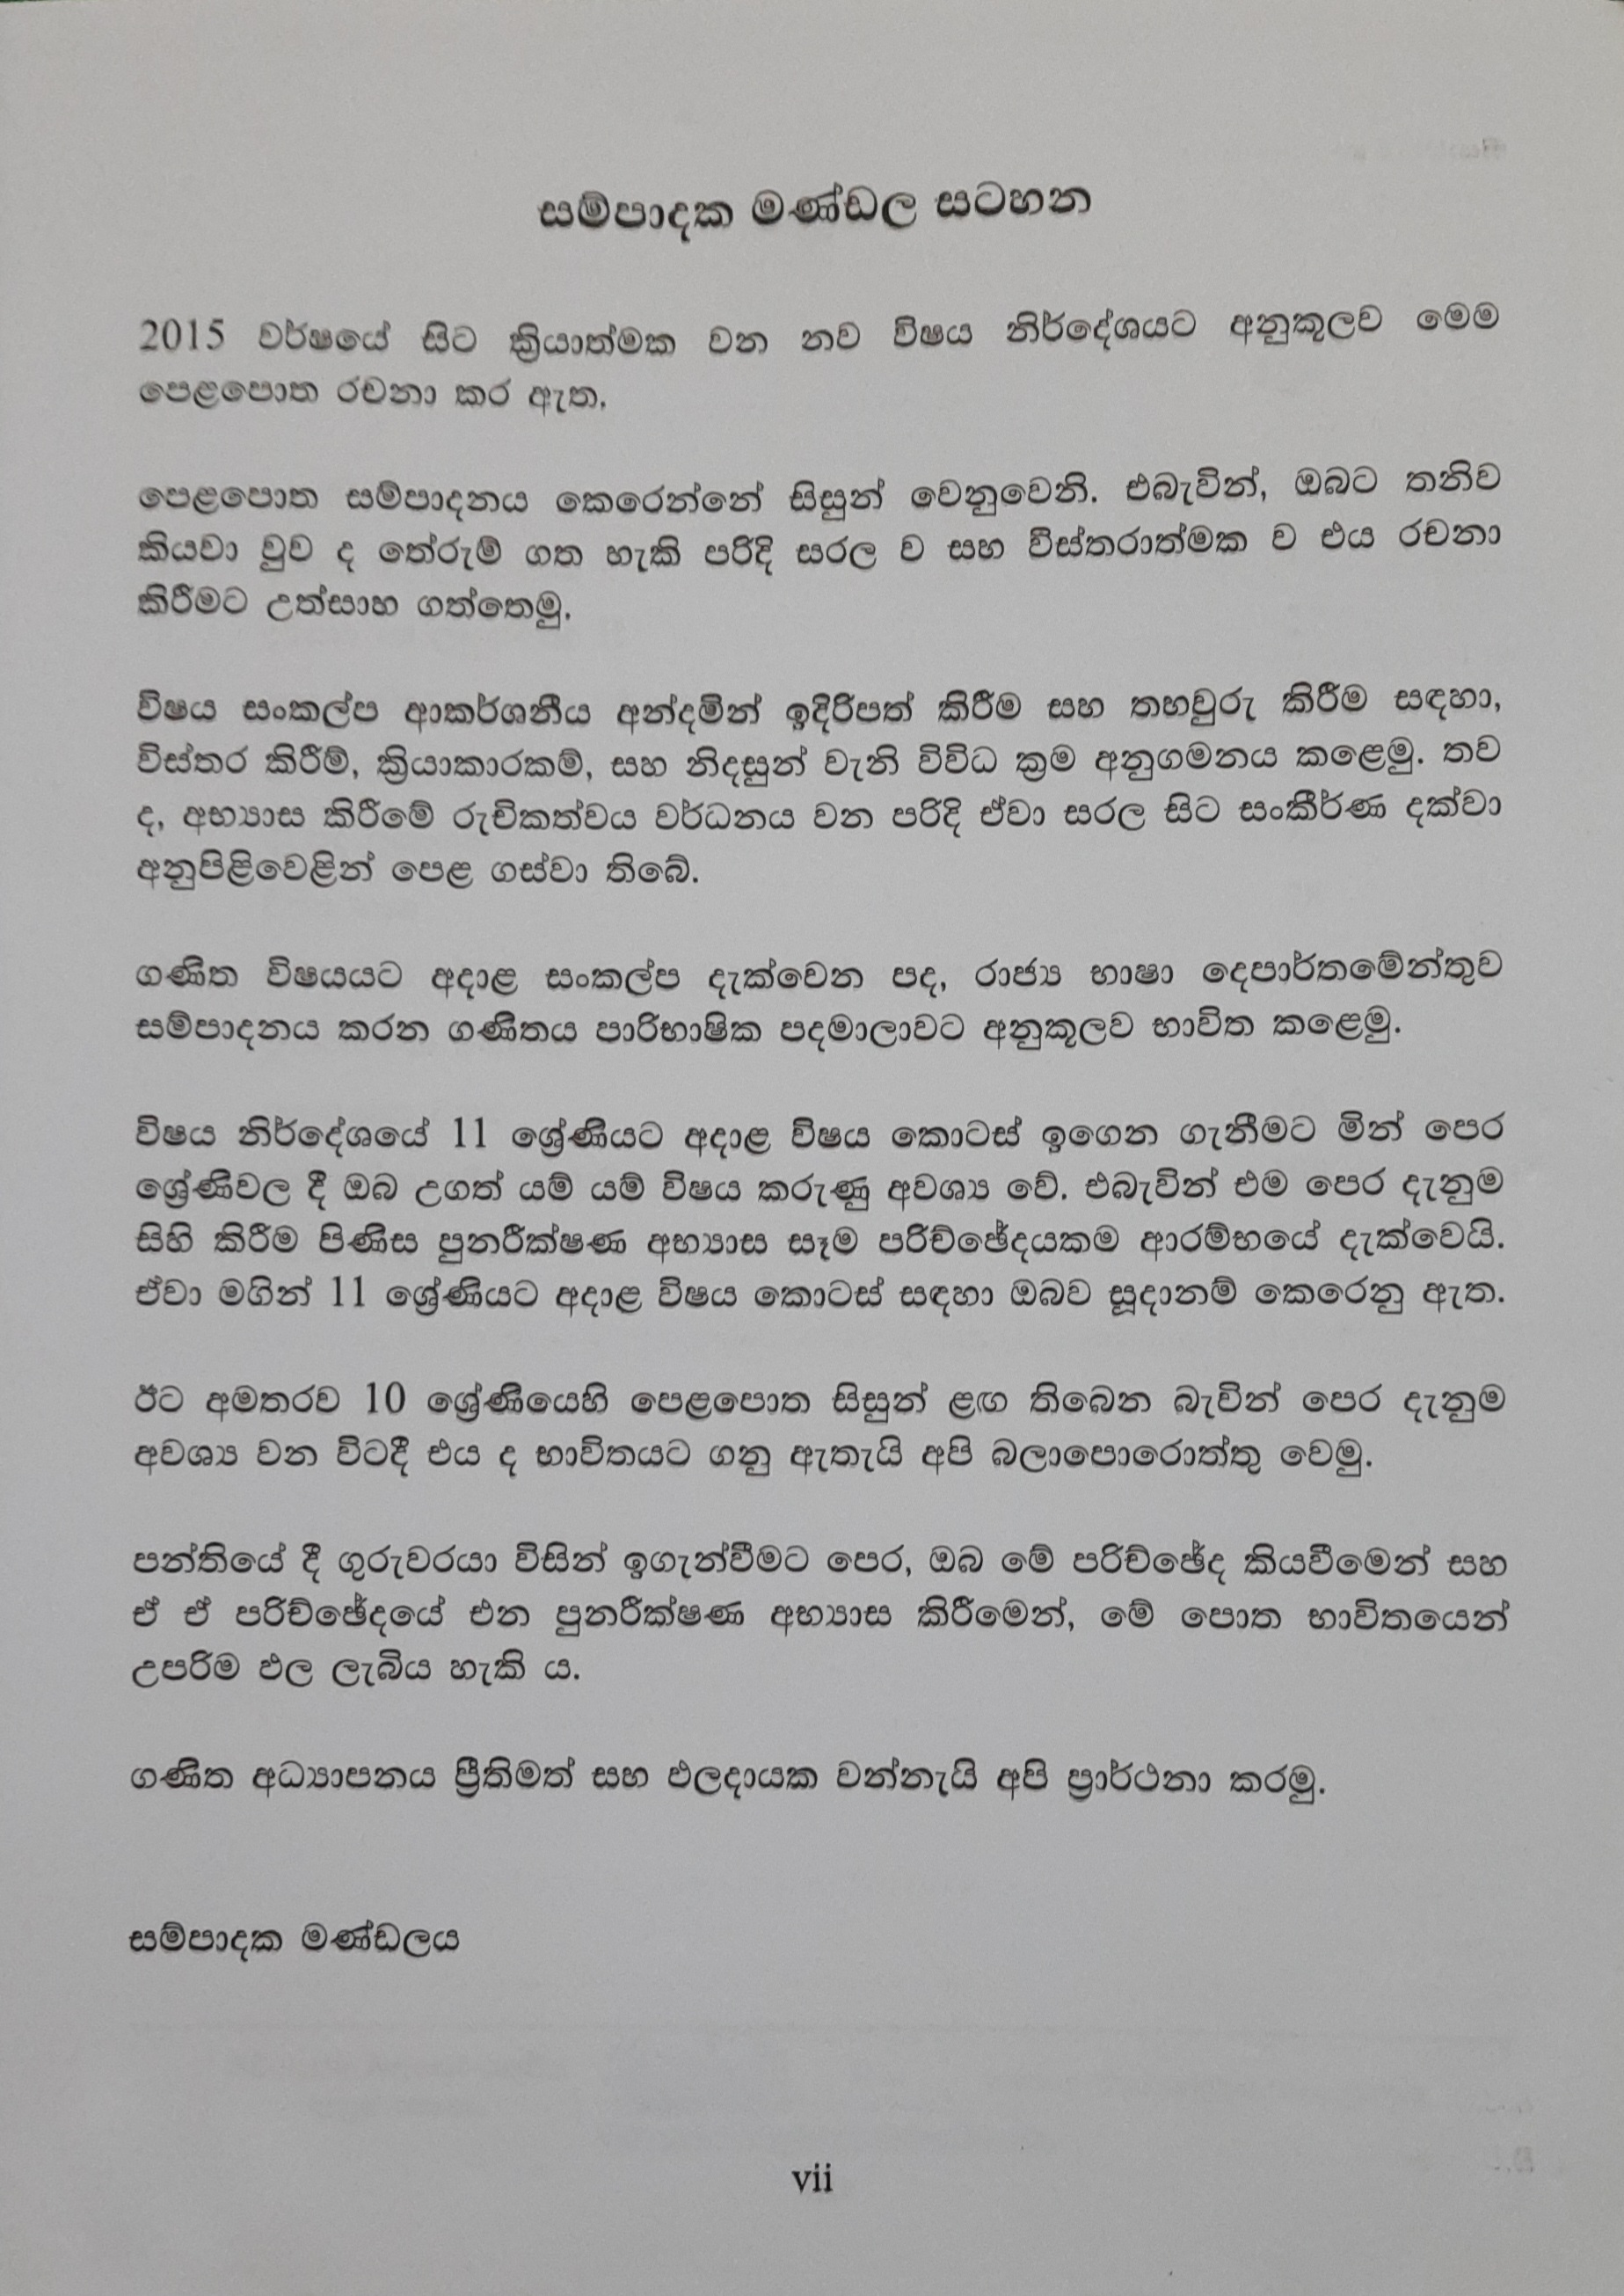 සම්පාදක මණ්ඩල සටහන
2015 වර්ෂයේ සිට ක්‍රියාත්මක වන නව විෂය නිර්දේශයට අනුකූලව මෙම
පෙළපොත රචනා කර ඇත.
පෙළපොත සම්පාදනය කෙරෙන්නේ සිසුන් වෙනුවෙනි. එබැවින්, ඔබට තනිව
කියවා වුව ද තේරුම් ගත හැකි පරිදි සරල ව සහ විස්තරාත්මක ව එය රචනා
කිරීමට උත්සාහ ගත්තෙමු.
විෂය සංකල්ප ආකර්ශනීය අන්දමින් ඉදිරිපත් කිරීම සහ තහවුරු කිරීම සඳහා,
විස්තර කිරීම්, ක්‍රියාකාරකම්, සහ නිදසුන් වැනි විවිධ ක්‍රම අනුගමනය කළෙමු. තව
ද, අභ්‍යාස කිරීමේ රුචිකත්වය වර්ධනය වන පරිදි ඒවා සරල සිට සංකීර්ණ දක්වා
අනුපිළිවෙළින් පෙළ ගස්වා තිබේ.
ගණිත විෂයයට අදාළ සංකල්ප දැක්වෙන පද, රාජ්‍ය භාෂා දෙපාර්තමේන්තුව
සම්පාදනය කරන ගණිතය පාරිභාෂික පදමාලාවට අනුකූලව භාවිත කළෙමු.
විෂය නිර්දේශයේ 11 ශ්‍රේණියට අදාළ විෂය කොටස් ඉගෙන ගැනීමට මින් පෙර
ශ්‍රේණිවල දී ඔබ උගත් යම් යම් විෂය කරුණු අවශ්‍ය වේ. එබැවින් එම පෙර දැනුම
සිහි කිරීම පිණිස පුනරීක්ෂණ අභ්‍යාස සෑම පරිච්ඡේදයකම ආරම්භයේ දැක්වෙයි.
ඒවා මගින් 11 ශ්‍රේණියට අදාළ විෂය කොටස් සඳහා ඔබව සූදානම් කෙරෙනු ඇත.
ඊට අමතරව 10 ශ්‍රේණියෙහි පෙළපොත සිසුන් ළඟ තිබෙන බැවින් පෙර දැනුම
අවශ්‍ය වන විටදී එය ද භාවිතයට ගනු ඇතැයි අපි බලාපොරොත්තු වෙමු.
පන්තියේ දී ගුරුවරයා විසින් ඉගැන්වීමට පෙර, ඔබ මේ පරිච්ඡේද කියවීමෙන් සහ
ඒ ඒ පරිච්ඡේදයේ එන පුනරීක්ෂණ අභ්‍යාස කිරීමෙන්, මේ පොත භාවිතයෙන්
උපරිම ඵල ලැබිය හැකි ය.
ගණිත අධ්‍යාපනය ප්‍රීතිමත් සහ ඵලදායක වන්නැයි අපි ප්‍රාර්ථනා කරමු.
සම්පාදක මණ්ඩලය
vii